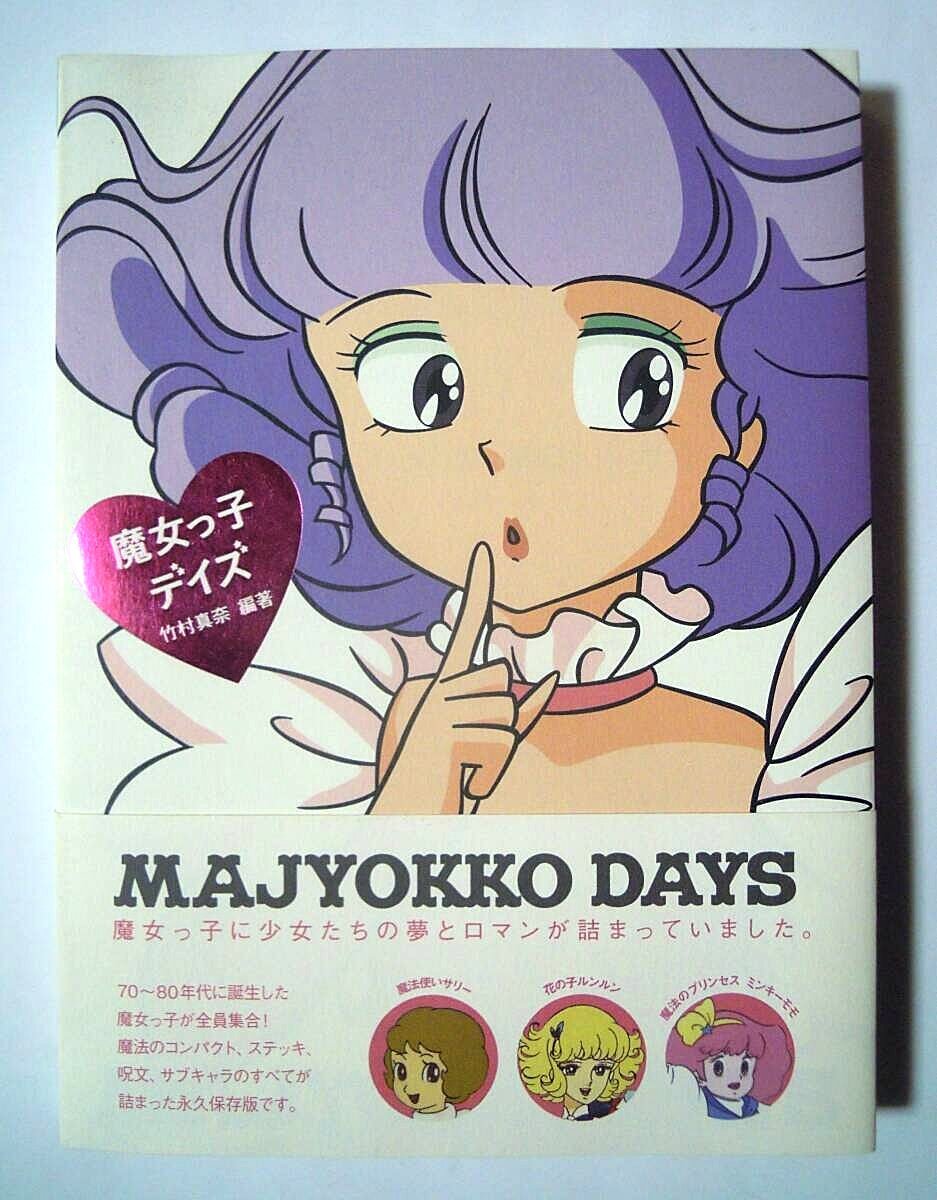 魔女っ子
デイズ
竹村真奈 編著
MAJYOKKO DAYS
魔女っ子に少女たちの夢とロマンが詰まっていました。
70〜80年代に誕生した
魔女っ子が全員集合!
魔法のコンパクト、ステッキ、
呪文、サブキャラのすべてが
詰まった永久保存版です。
魔法使いサリー
花の子ルンルン
魔法のプリンセス ミンキーモモ